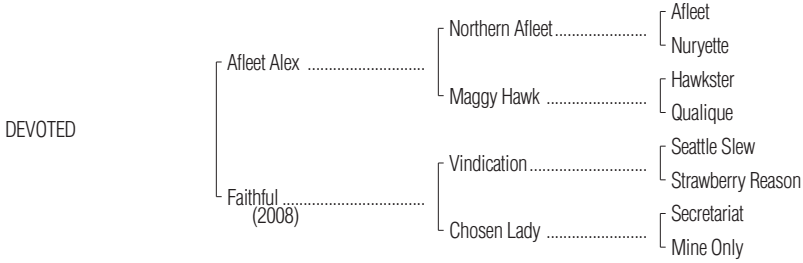 Afleet
Northern Afleet........................
Nuryette
Afleet Alex ..............................
Hawkster
Maggy Hawk ..........................
Qualique
DEVOTED
Seattle Slew
Vindication..............................
Strawberry Reason
Faithful ....................................
(2008)
Secretariat
Chosen Lady ..........................
Mine Only